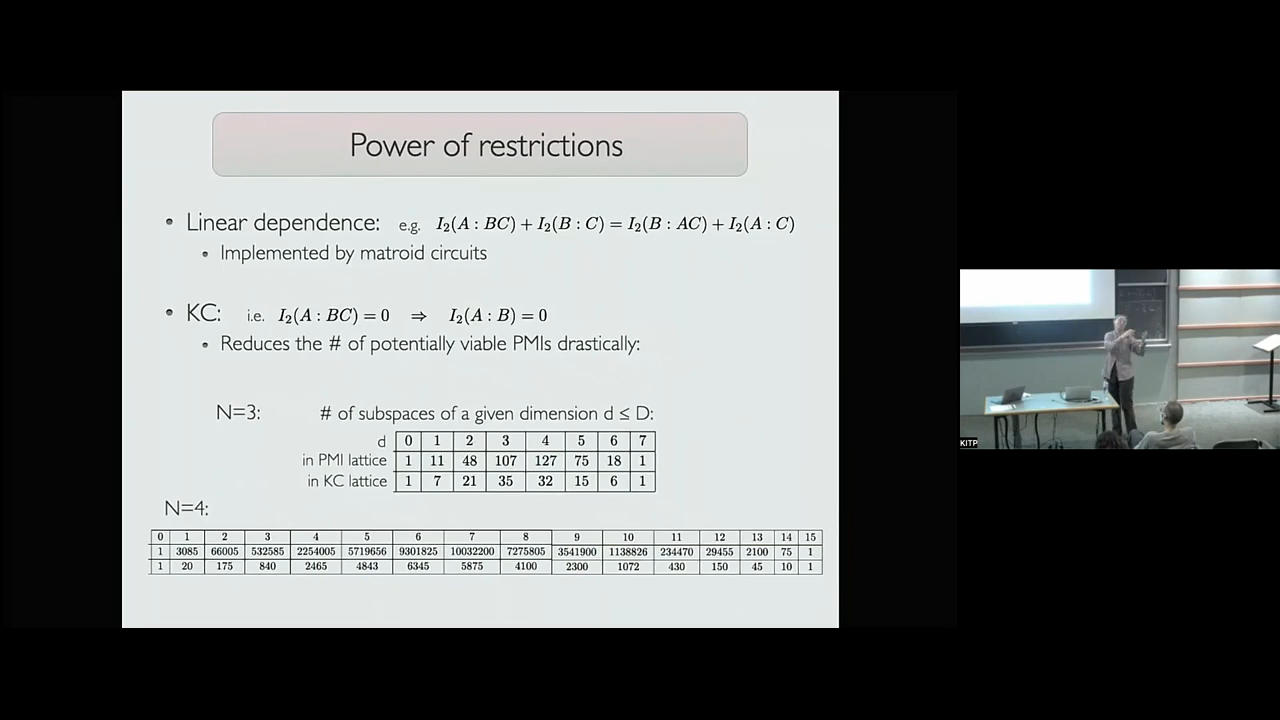 Power of restrictions
• Linear dependence: e.g. I₂(A : BC) + I₂(B : C) = I₂(B : AC) + I₂(A : C)
• Implemented by matroid circuits
• KC: i.e. I₂(A : BC) = 0 ⇒ I₂(A : B) = 0
• Reduces the # of potentially viable PMIs drastically:
N=3: # of subspaces of a given dimension d ≤ D:
d 0 1 2 3 4 5 6 7
in PMI lattice 1 11 48 107 127 75 18 1
in KC lattice 1 7 21 35 32 15 6 1
N=4:
0 1 2 3 4 5 6 7 8 9 10 11 12 13 14 15
1 3085 66005 532585 2254005 5719656 9301825 10032200 7275805 3541900 1138826 234470 29455 2100 75 1
1 20 175 840 2465 4843 6345 5875 4100 2300 1072 430 150 45 10 1
KITP